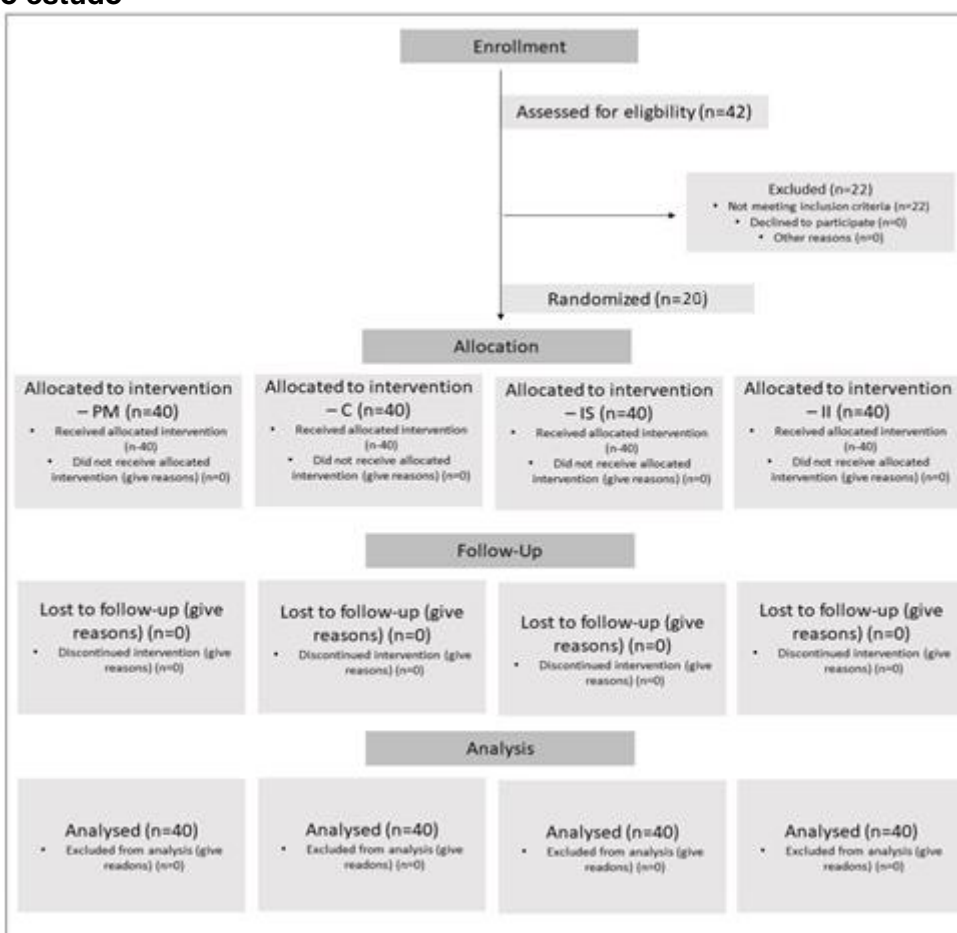 o estudo
Enrollment
Assessed for eligbility (n=42)
Excluded (n=22)
• Not meeting inclusion criteria (n=22)
• Declined to participate (n=0)
• Other reasons (n=0)
Randomized (n=20)
Allocation
Allocated to intervention
– PM (n=40)
• Received allocated intervention
(n-40)
• Did not receive allocated
intervention (give reasons) (n=0)
Allocated to intervention
– C (n=40)
• Received allocated intervention
(n-40)
• Did not receive allocated
intervention (give reasons) (n=0)
Allocated to intervention
– IS (n=40)
• Received allocated intervention
(n-40)
• Did not receive allocated
intervention (give reasons) (n=0)
Allocated to intervention
– II (n=40)
• Received allocated intervention
(n-40)
• Did not receive allocated
intervention (give reasons) (n=0)
Follow-Up
Lost to follow-up (give
reasons) (n=0)
• Discontinued intervention (give
reasons) (n=0)
Lost to follow-up (give
reasons) (n=0)
• Discontinued intervention (give
reasons) (n=0)
Lost to follow-up (give
reasons) (n=0)
• Discontinued intervention (give
reasons) (n=0)
Lost to follow-up (give
reasons) (n=0)
• Discontinued intervention (give
reasons) (n=0)
Analysis
Analysed (n=40)
• Excluded from analysis (give
readons) (n=0)
Analysed (n=40)
• Excluded from analysis (give
readons) (n=0)
Analysed (n=40)
• Excluded from analysis (give
readons) (n=0)
Analysed (n=40)
• Excluded from analysis (give
readons) (n=0)